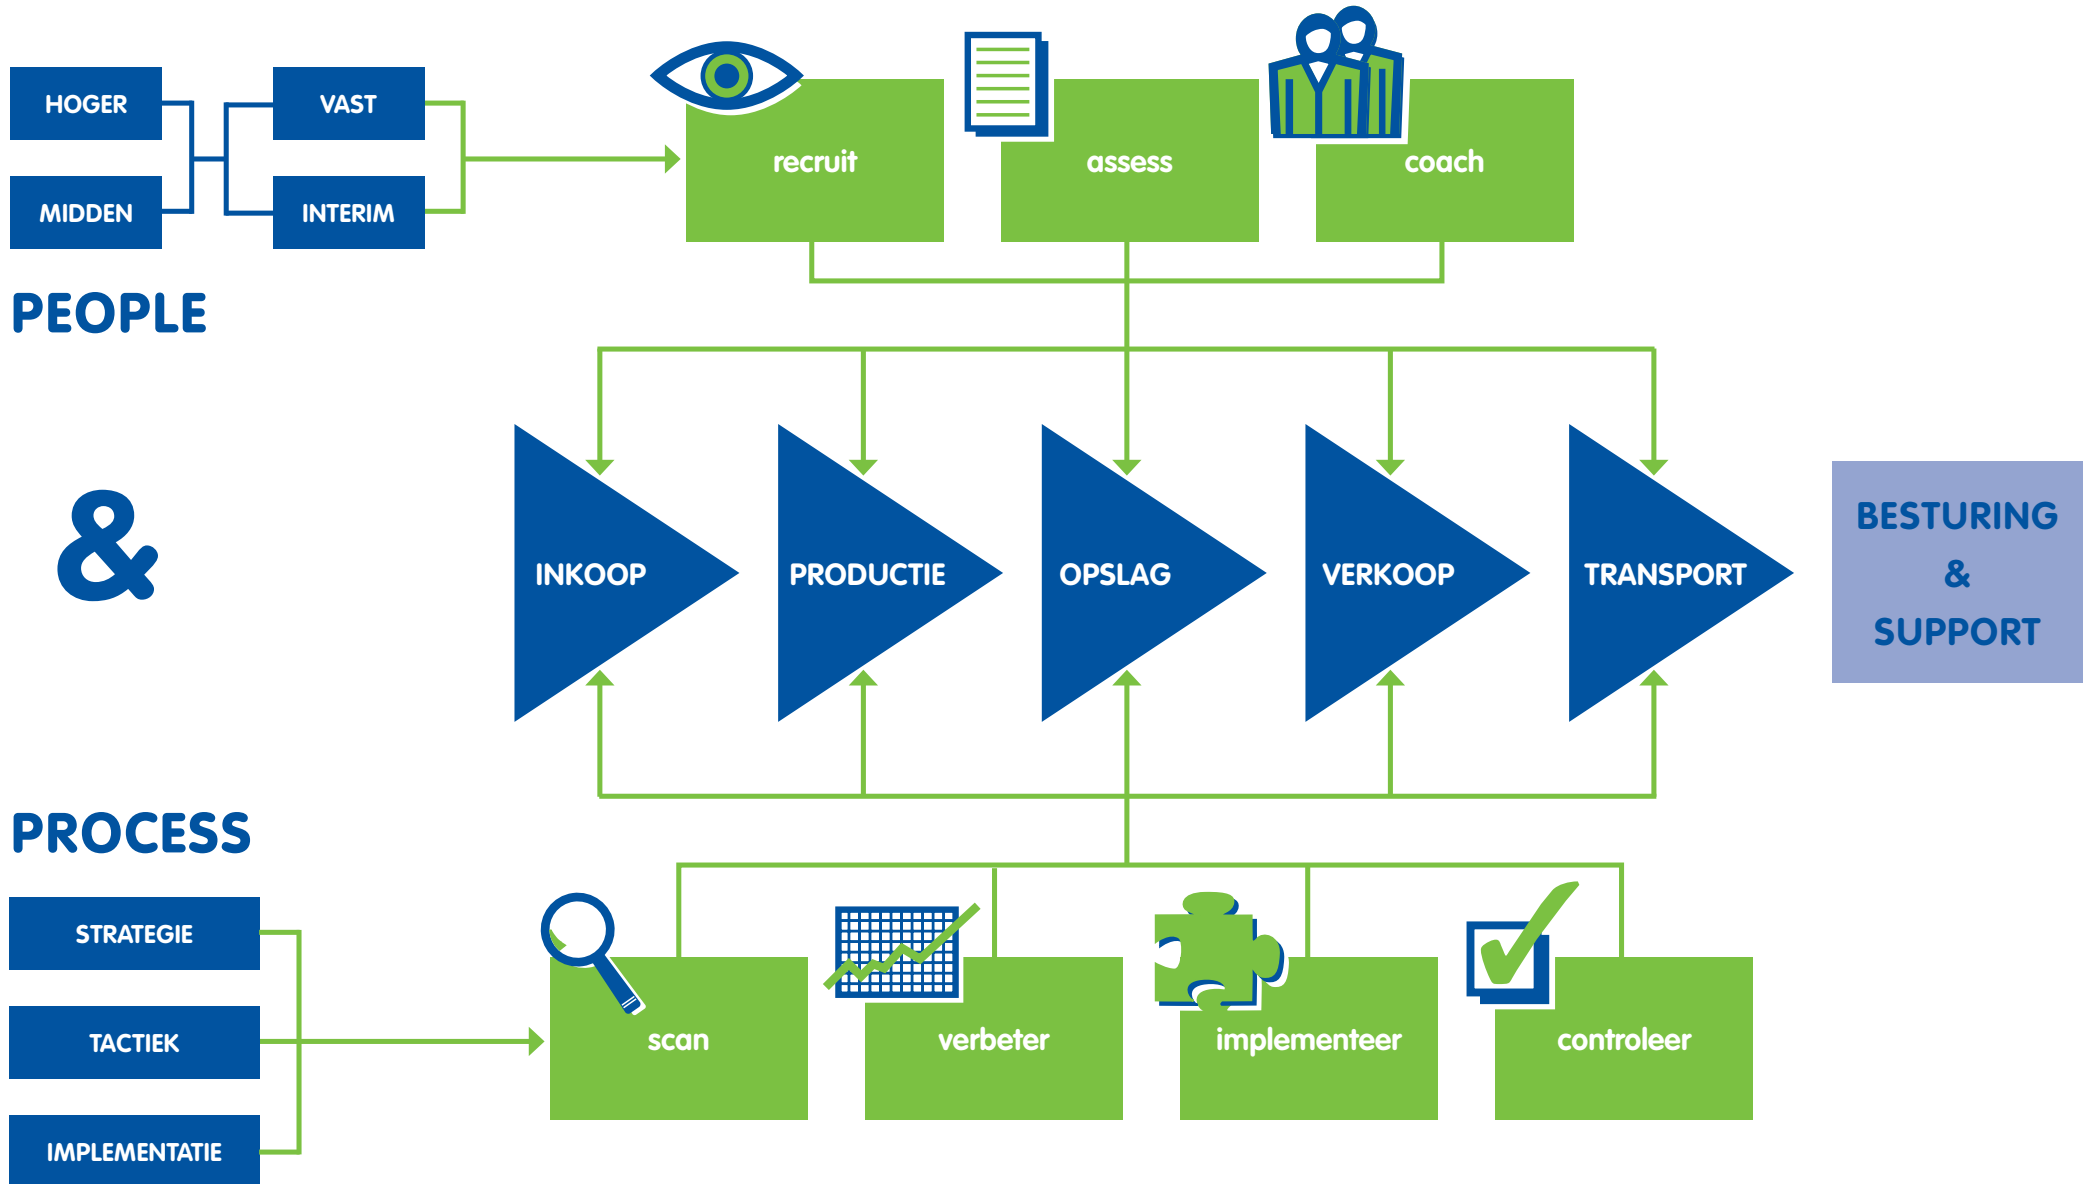 HOGER
VAST
MIDDEN
INTERIM
recruit
assess
coach
PEOPLE
&
INKOOP
PRODUCTIE
OPSLAG
VERKOOP
TRANSPORT
BESTURING
&
SUPPORT
PROCESS
STRATEGIE
TACTIEK
IMPLEMENTATIE
scan
verbeter
implementeer
controleer